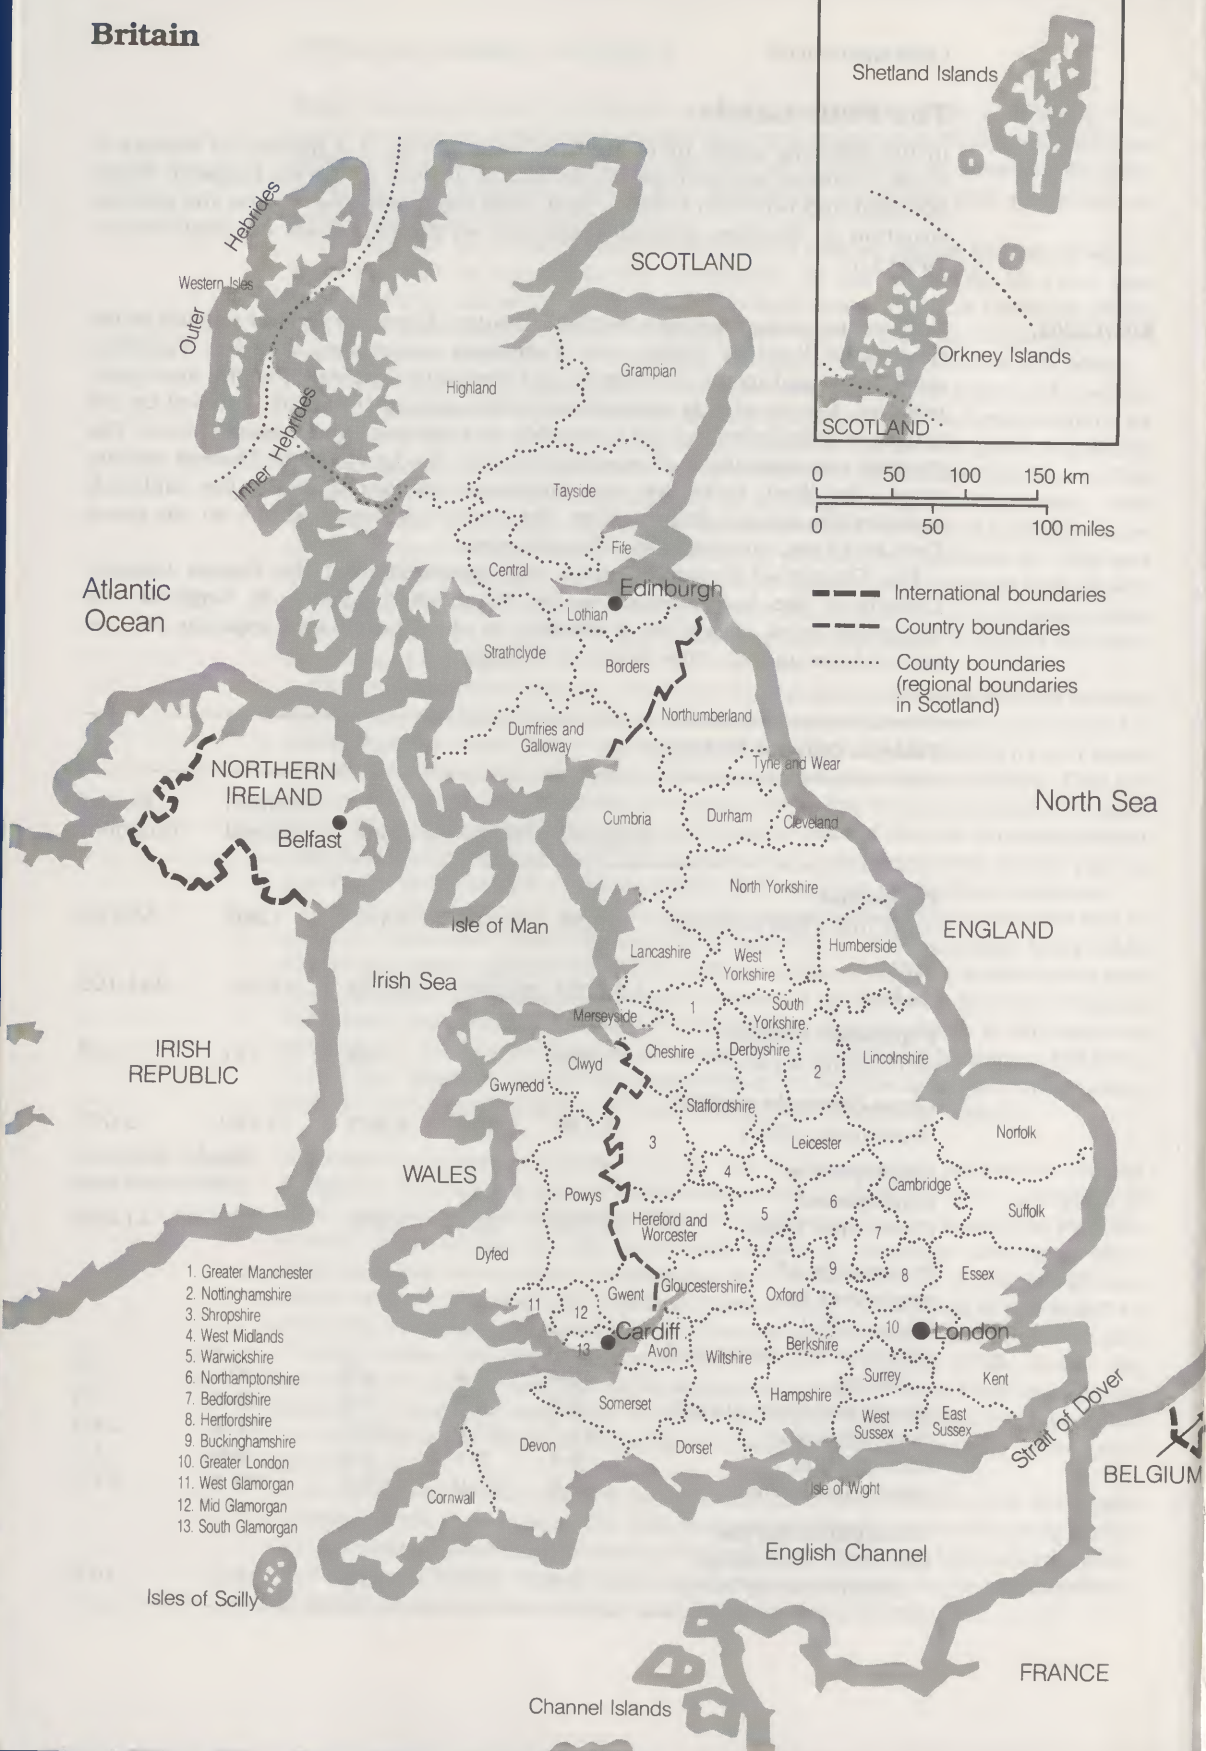 Britain
Shetland Islands
Orkney Islands
SCOTLAND
0 50 100 150 km
0 50 100 miles
International boundaries
Country boundaries
County boundaries
(regional boundaries
in Scotland)
Outer Hebrides
Western Isles
Inner Hebrides
SCOTLAND
Highland
Grampian
Tayside
Fife
Central
Edinburgh
Lothian
Strathclyde
Borders
Dumfries and
Galloway
Atlantic
Ocean
NORTHERN
IRELAND
Belfast
Northumberland
Tyne and Wear
Cumbria
Durham
Cleveland
North Sea
North Yorkshire
Isle of Man
ENGLAND
Lancashire
West
Yorkshire
Humberside
Irish Sea
Merseyside
1
South
Yorkshire
IRISH
REPUBLIC
Clwyd
Cheshire
Derbyshire
2
Lincolnshire
Gwynedd
Staffordshire
3
Leicester
Norfolk
WALES
4
Powys
Cambridge
5
6
Suffolk
Hereford and
Worcester
7
Dyfed
9
8
Essex
Gwent
Gloucestershire
Oxford
11
12
10
London
Cardiff
13
Avon
Wiltshire
Berkshire
Surrey
Kent
Somerset
Hampshire
West
Sussex
East
Sussex
Strait of Dover
Devon
Dorset
BELGIUM
Cornwall
Isle of Wight
English Channel
Isles of Scilly
FRANCE
Channel Islands
1. Greater Manchester
2. Nottinghamshire
3. Shropshire
4. West Midlands
5. Warwickshire
6. Northamptonshire
7. Bedfordshire
8. Hertfordshire
9. Buckinghamshire
10. Greater London
11. West Glamorgan
12. Mid Glamorgan
13. South Glamorgan